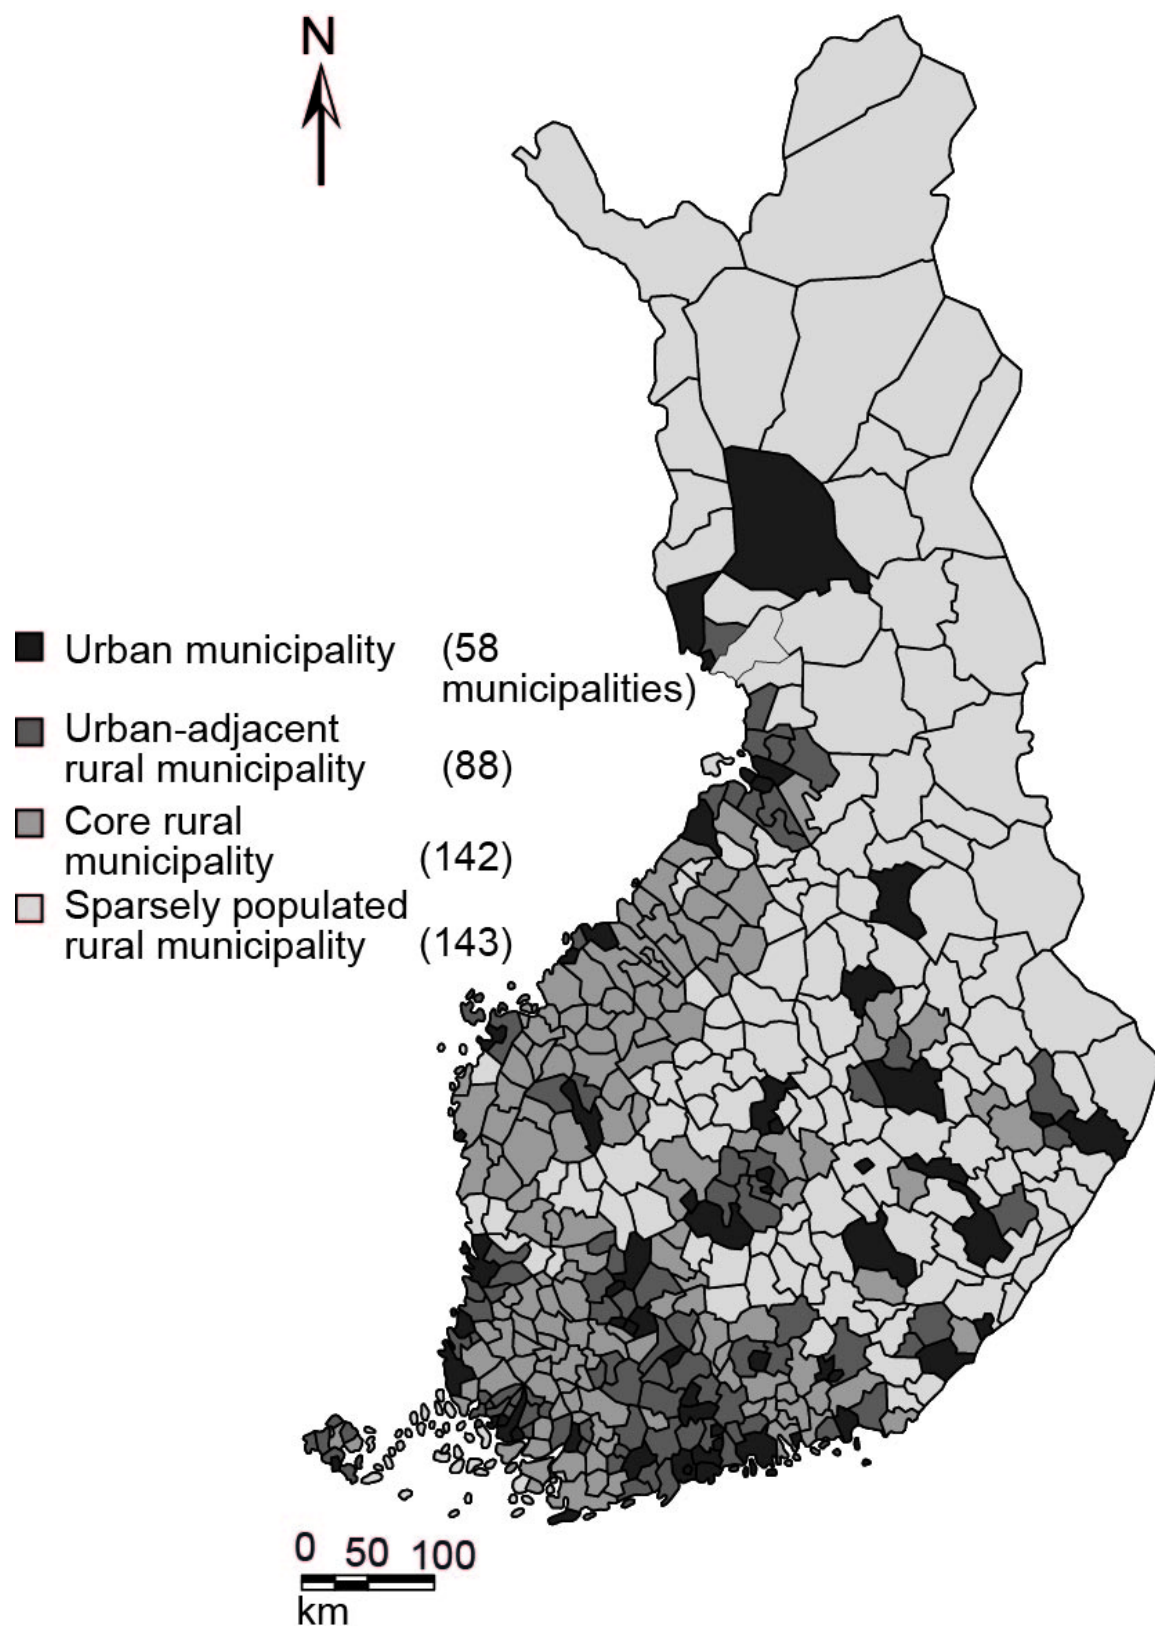 N
Urban municipality (58
municipalities)
Urban-adjacent
rural municipality (88)
Core rural
municipality (142)
Sparsely populated
rural municipality (143)
0 50 100
km